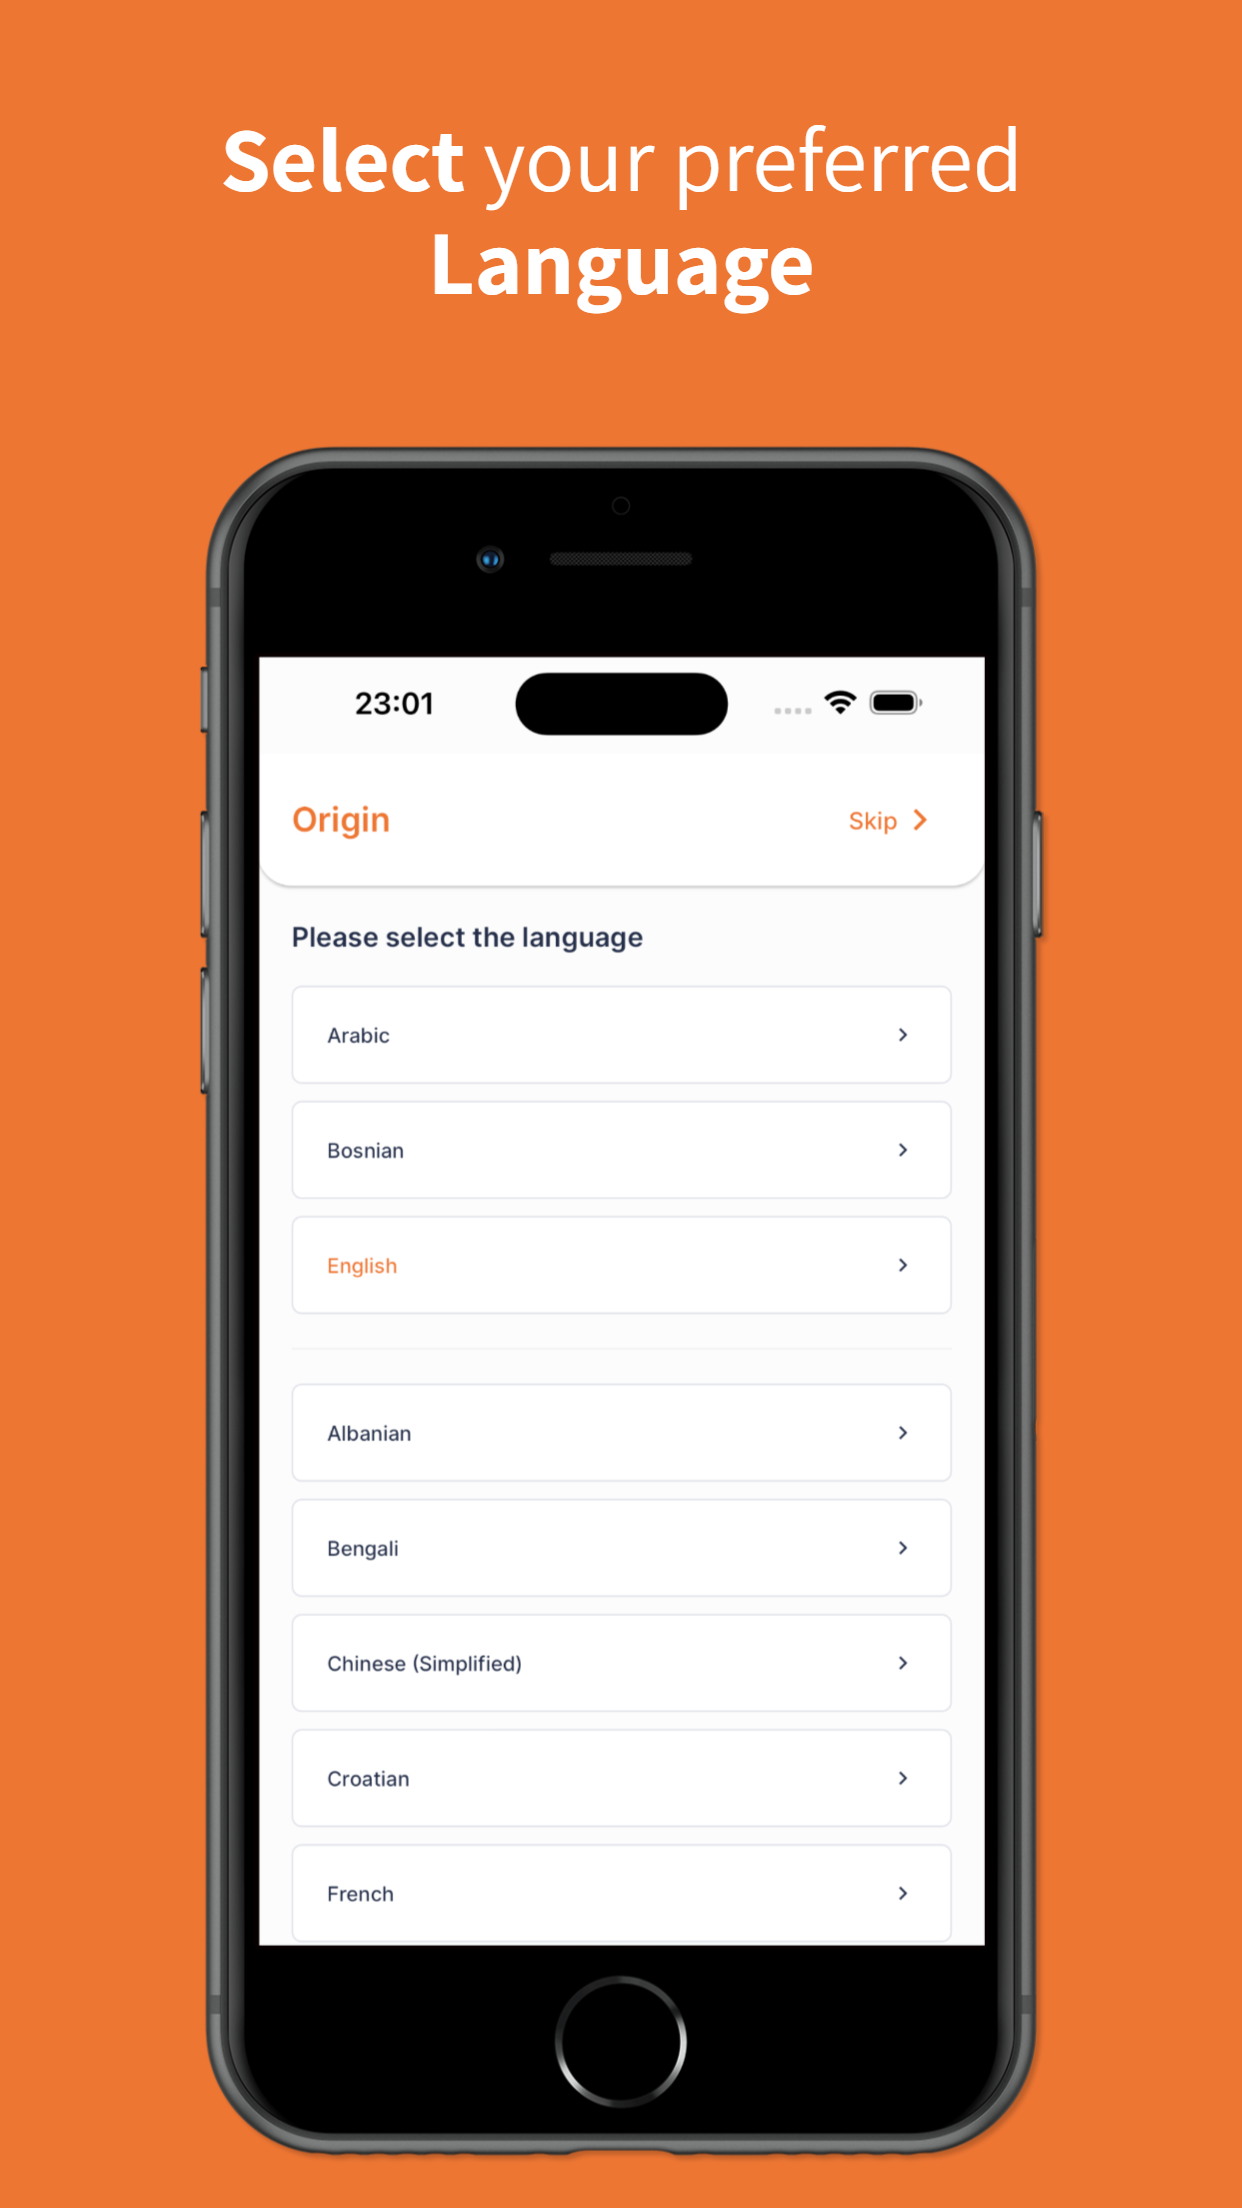 Select your preferred
Language
23:01
Origin
Skip
Please select the language
Arabic
Bosnian
English
Albanian
Bengali
Chinese (Simplified)
Croatian
French